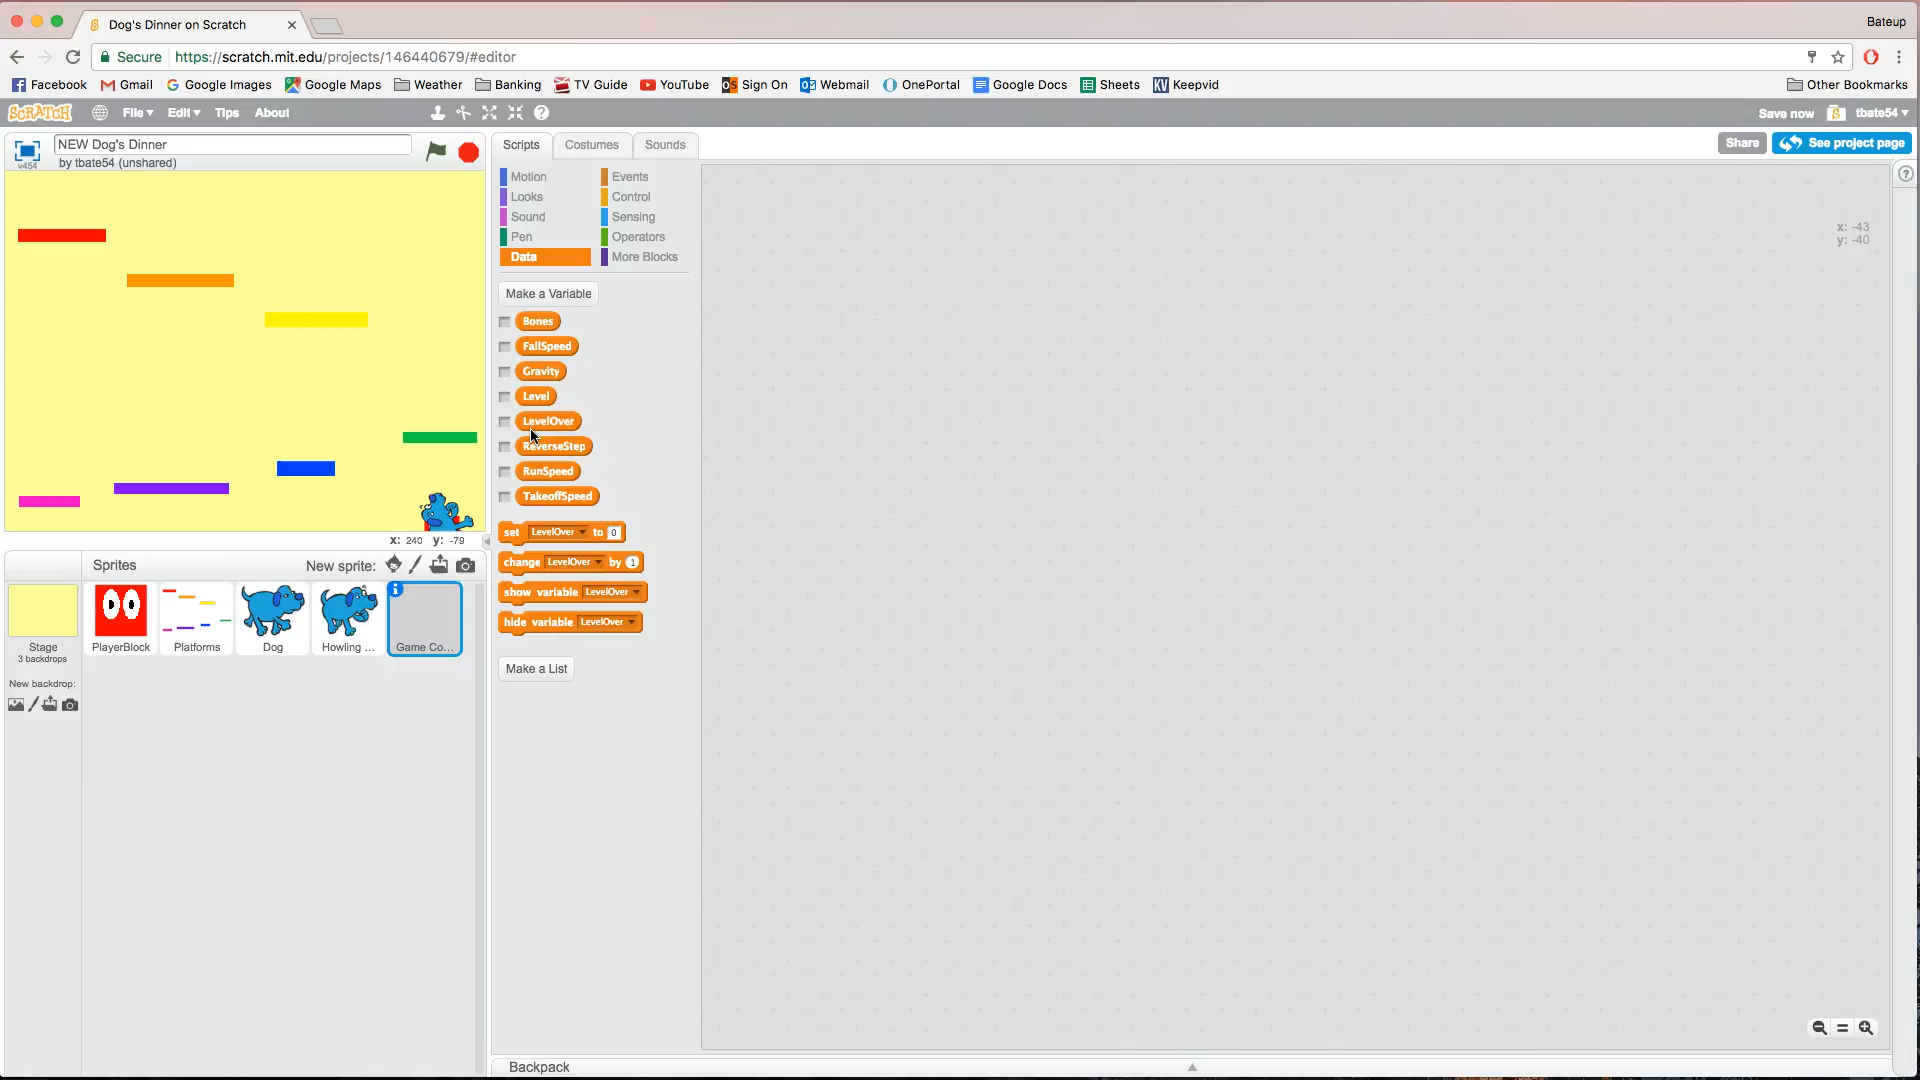 Dog's Dinner on Scratch
Bateup
Secure https://scratch.mit.edu/projects/146440679/#editor
Facebook Gmail Google Images Google Maps Weather Banking TV Guide YouTube Sign On Webmail OnePortal Google Docs Sheets Keepvid Other Bookmarks
SCRATCH File Edit Tips About Save now tbate54
NEW Dog's Dinner
by tbate54 (unshared)
v454
Scripts Costumes Sounds
Share See project page
Motion Events
Looks Control
Sound Sensing
Pen Operators
Data More Blocks
x: -43
y: -40
Make a Variable
Bones
FallSpeed
Gravity
Level
LevelOver
ReverseStep
RunSpeed
TakeoffSpeed
set LevelOver to 0
change LevelOver by 1
show variable LevelOver
hide variable LevelOver
Make a List
x: 240 y: -79
Sprites New sprite:
Stage
3 backdrops
New backdrop:
PlayerBlock Platforms Dog Howling ... Game Co...
Backpack